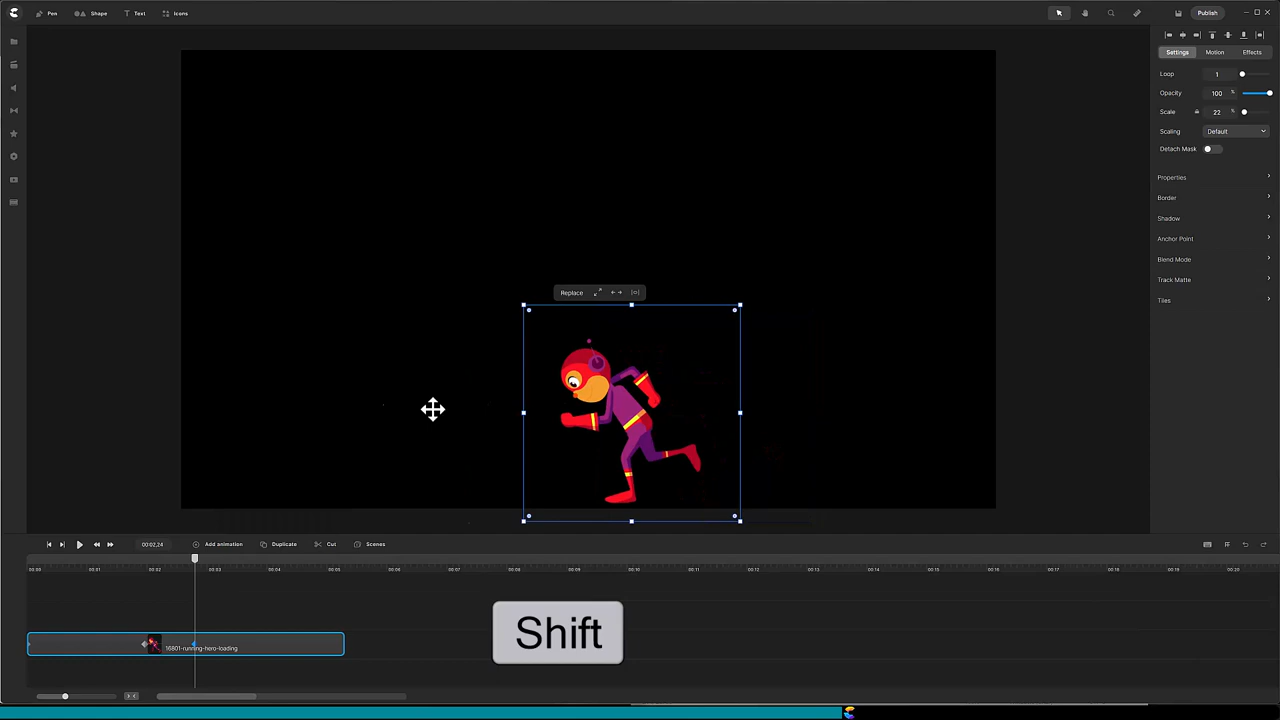 Pen Shape Text Icons Publish
Settings Motion Effects
Loop 1
Opacity 100 %
Scale 22 %
Scaling Default
Detach Mask
Properties
Border
Shadow
Anchor Point
Blend Mode
Track Matte
Tiles
Replace
00:02,24 Add animation Duplicate Cut Scenes
00:00 00:01 00:02 00:03 00:04 00:05 00:06 00:07 00:08 00:09 00:10 00:11 00:12 00:13 00:14 00:15 00:16 00:17 00:18 00:19 00:20
16801-running-hero-loading
Shift